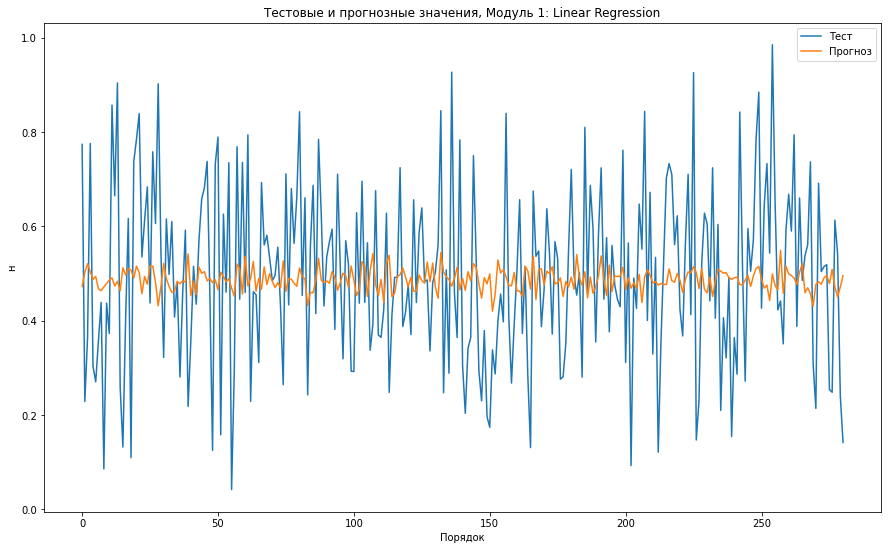 Тестовые и прогнозные значения, Модуль 1: Linear Regression
Тест
Прогноз
1.0
0.8
0.6
0.4
0.2
0.0
н
0 50 100 150 200 250
Порядок